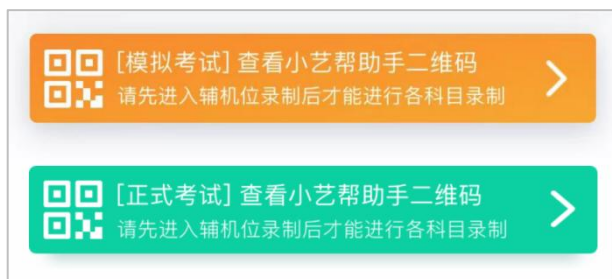 [模拟考试] 查看小艺帮助手二维码
请先进入辅机位录制后才能进行各科目录制
[正式考试] 查看小艺帮助手二维码
请先进入辅机位录制后才能进行各科目录制